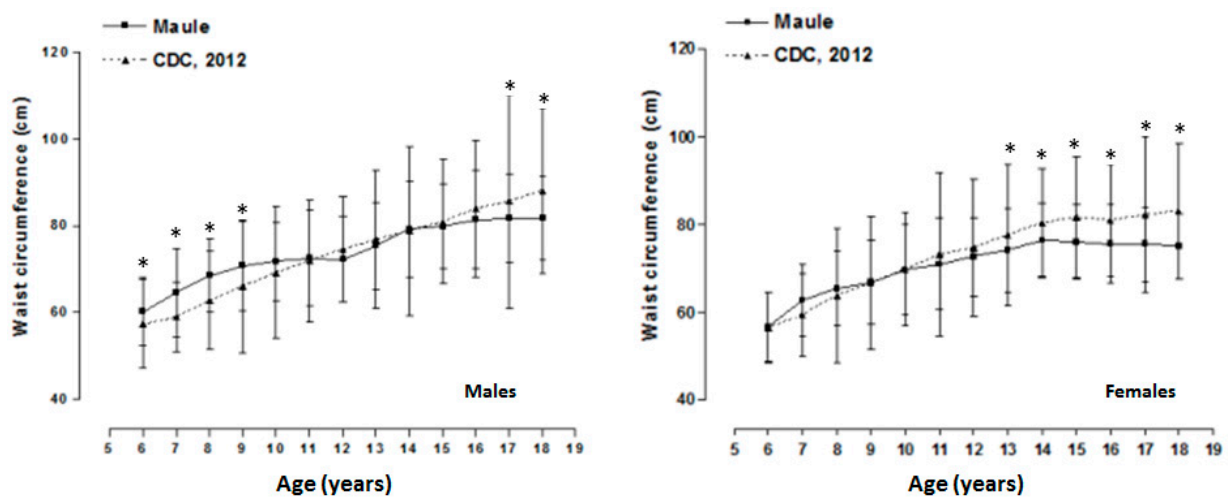 Maule
CDC, 2012
120
100
80
60
40
Waist circumference (cm)
* * * * * *
Males
5 6 7 8 9 10 11 12 13 14 15 16 17 18 19
Age (years)
Maule
CDC, 2012
120
100
80
60
40
Waist circumference (cm)
* * * * * *
Females
5 6 7 8 9 10 11 12 13 14 15 16 17 18 19
Age (years)